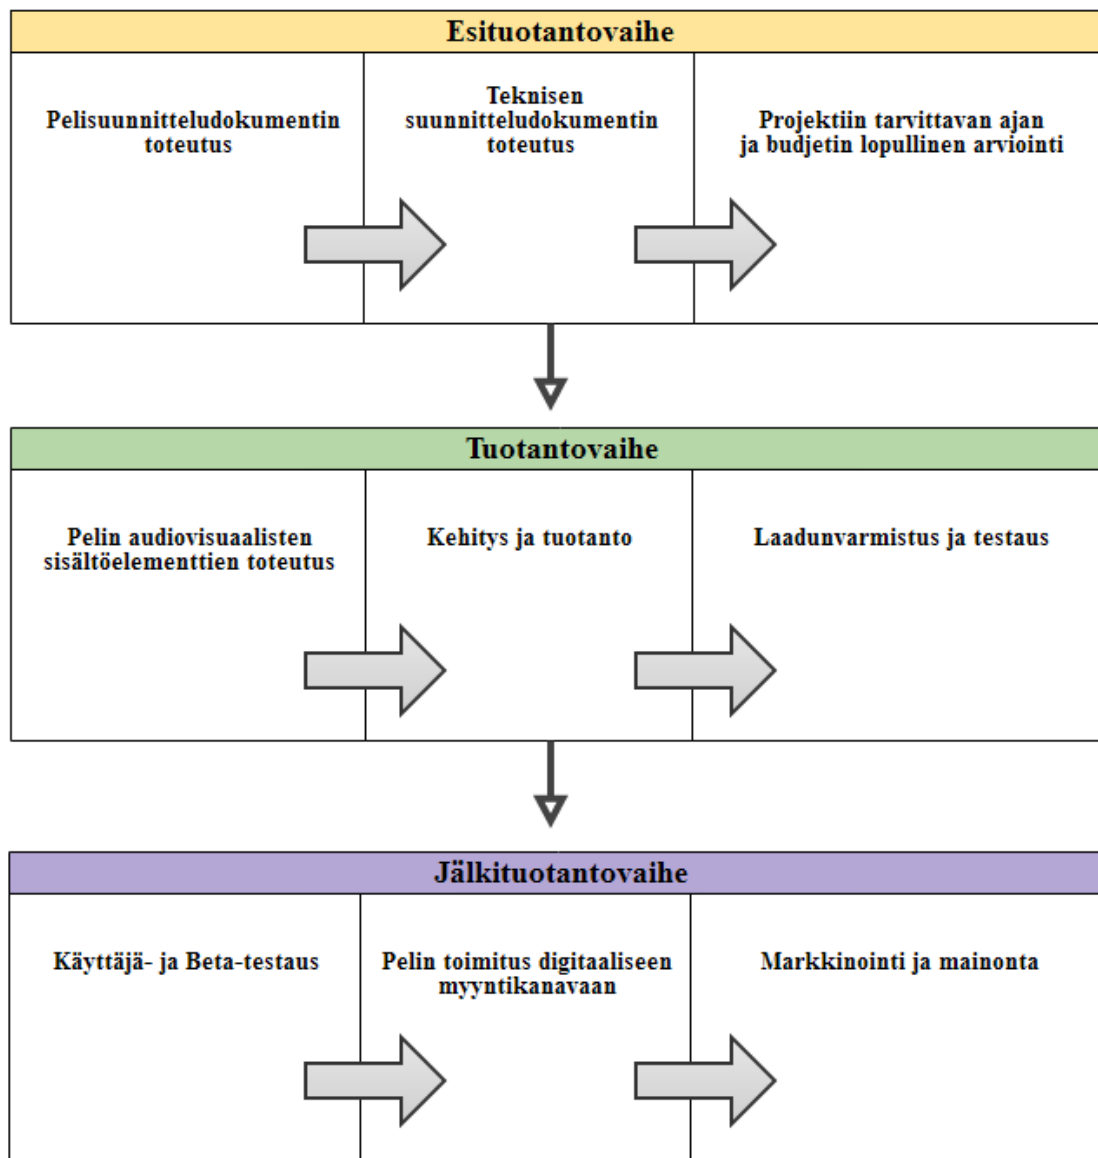 Esituotantovaihe
Pelisuunnitteludokumentin
toteutus
Teknisen
suunnitteludokumentin
toteutus
Projektiin tarvittavan ajan
ja budjetin lopullinen arviointi
Tuotantovaihe
Pelin audiovisuaalisten
sisältöelementtien toteutus
Kehitys ja tuotanto
Laadunvarmistus ja testaus
Jälkituotantovaihe
Käyttäjä- ja Beta-testaus
Pelin toimitus digitaaliseen
myyntikanavaan
Markkinointi ja mainonta